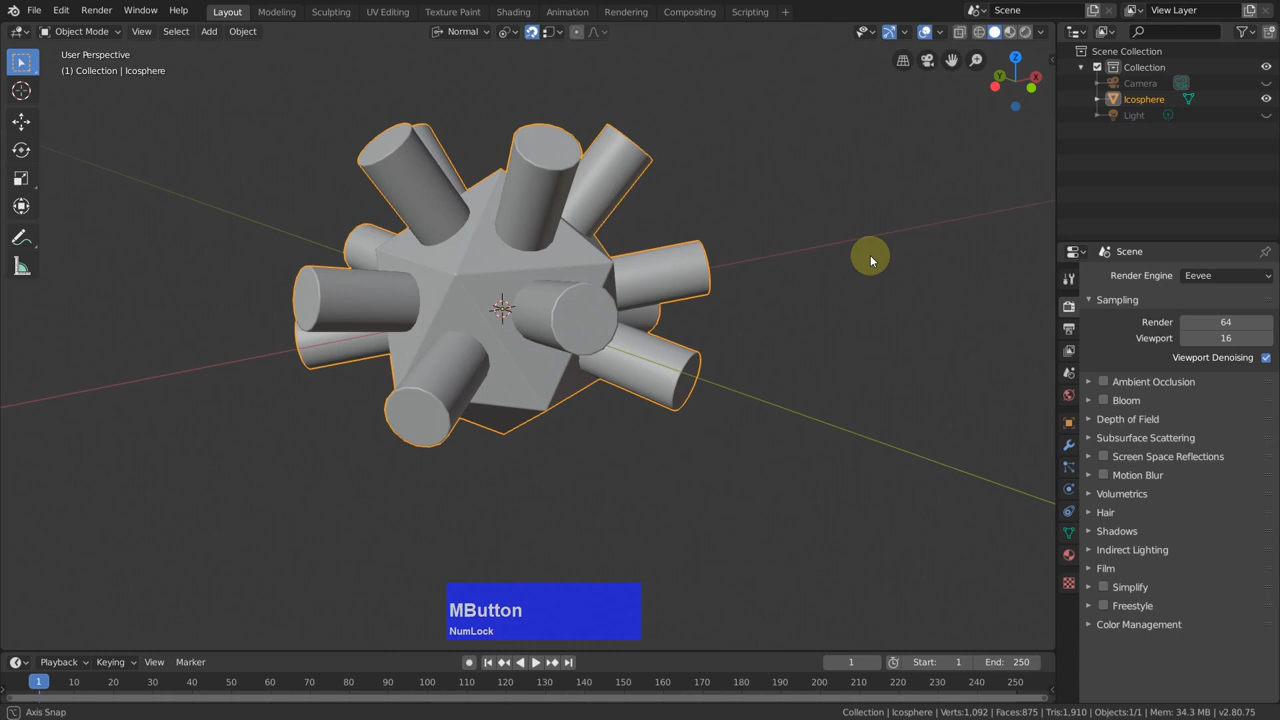 File Edit Render Window Help Layout Modeling Sculpting UV Editing Texture Paint Shading Animation Rendering Compositing Scripting + Scene View Layer
Object Mode View Select Add Object Normal
User Perspective
(1) Collection | Icosphere
Z
Y
X
Scene Collection
Collection
Camera
Icosphere
Light
Scene
Render Engine Eevee
Sampling
Render 64
Viewport 16
Viewport Denoising
Ambient Occlusion
Bloom
Depth of Field
Subsurface Scattering
Screen Space Reflections
Motion Blur
Volumetrics
Hair
Shadows
Indirect Lighting
Film
Simplify
Freestyle
Color Management
MButton
NumLock
Playback Keying View Marker 1 Start: 1 End: 250
1 10 20 30 40 50 60 70 80 90 100 110 120 130 140 150 160 170 180 190 200 210 220 230 240 250
Axis Snap Collection | Icosphere | Verts:1,092 | Faces:875 | Tris:1,910 | Objects:1/1 | Mem: 34.3 MB | v2.80.75